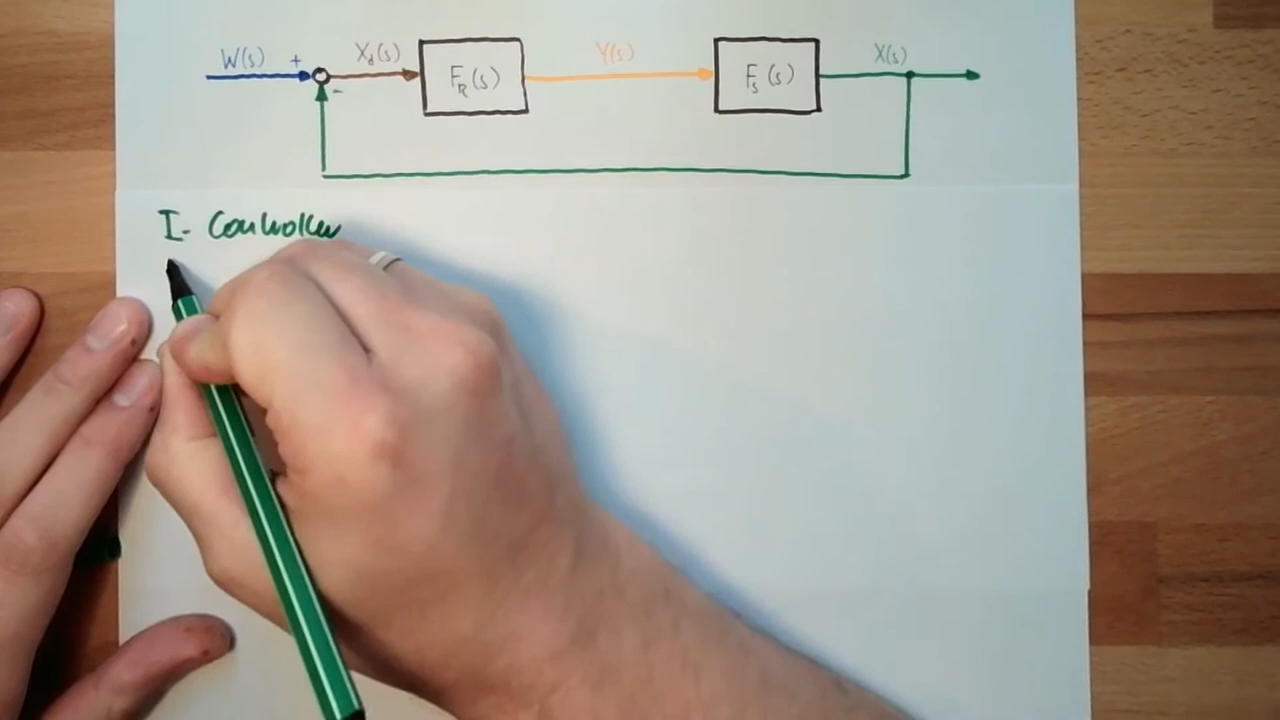 W(s) + X_d(s) F_R(s) Y(s) F_s(s) X(s)
-
I- Controller